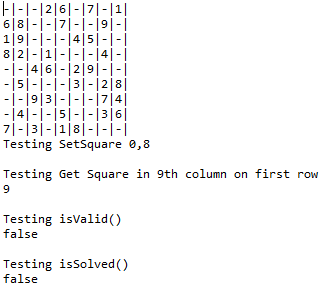 -|-|-|2|6|-|7|-|1|
6|8|-|-|7|-|-|9|-|
1|9|-|-|-|4|5|-|-|
8|2|-|1|-|-|-|4|-|
-|-|4|6|-|2|9|-|-|
-|5|-|-|-|3|-|2|8|
-|-|9|3|-|-|-|7|4|
-|4|-|-|5|-|-|3|6|
7|-|3|-|1|8|-|-|-|
Testing SetSquare 0,8
Testing Get Square in 9th column on first row
9
Testing isValid()
false
Testing isSolved()
false